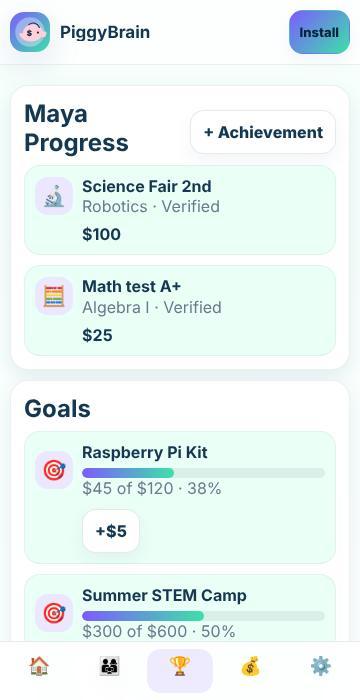 PiggyBrain
Install
Maya
Progress
+ Achievement
Science Fair 2nd
Robotics · Verified
$100
Math test A+
Algebra I · Verified
$25
Goals
Raspberry Pi Kit
$45 of $120 · 38%
+$5
Summer STEM Camp
$300 of $600 · 50%